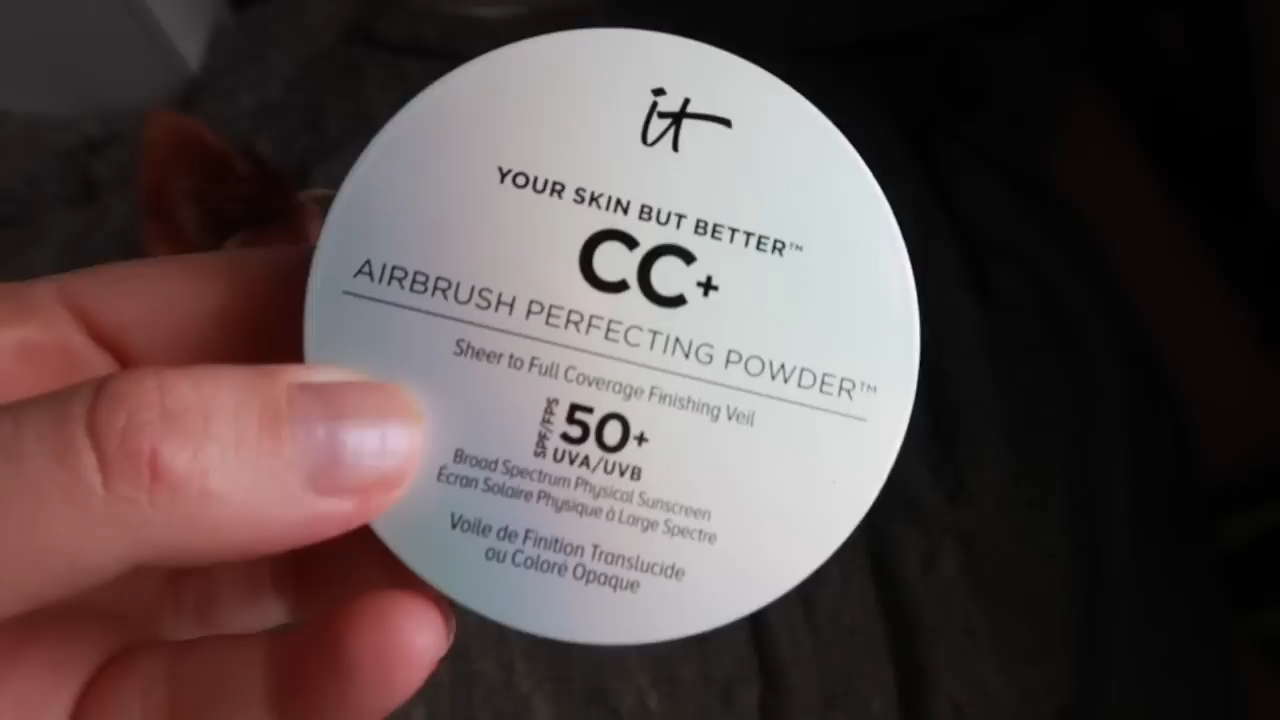 it
YOUR SKIN BUT BETTER™
CC+
AIRBRUSH PERFECTING POWDER™
Sheer to Full Coverage Finishing Veil
SPF/FPS 50+
UVA/UVB
Broad Spectrum Physical Sunscreen
Écran Solaire Physique à Large Spectre
Voile de Finition Translucide
ou Coloré Opaque